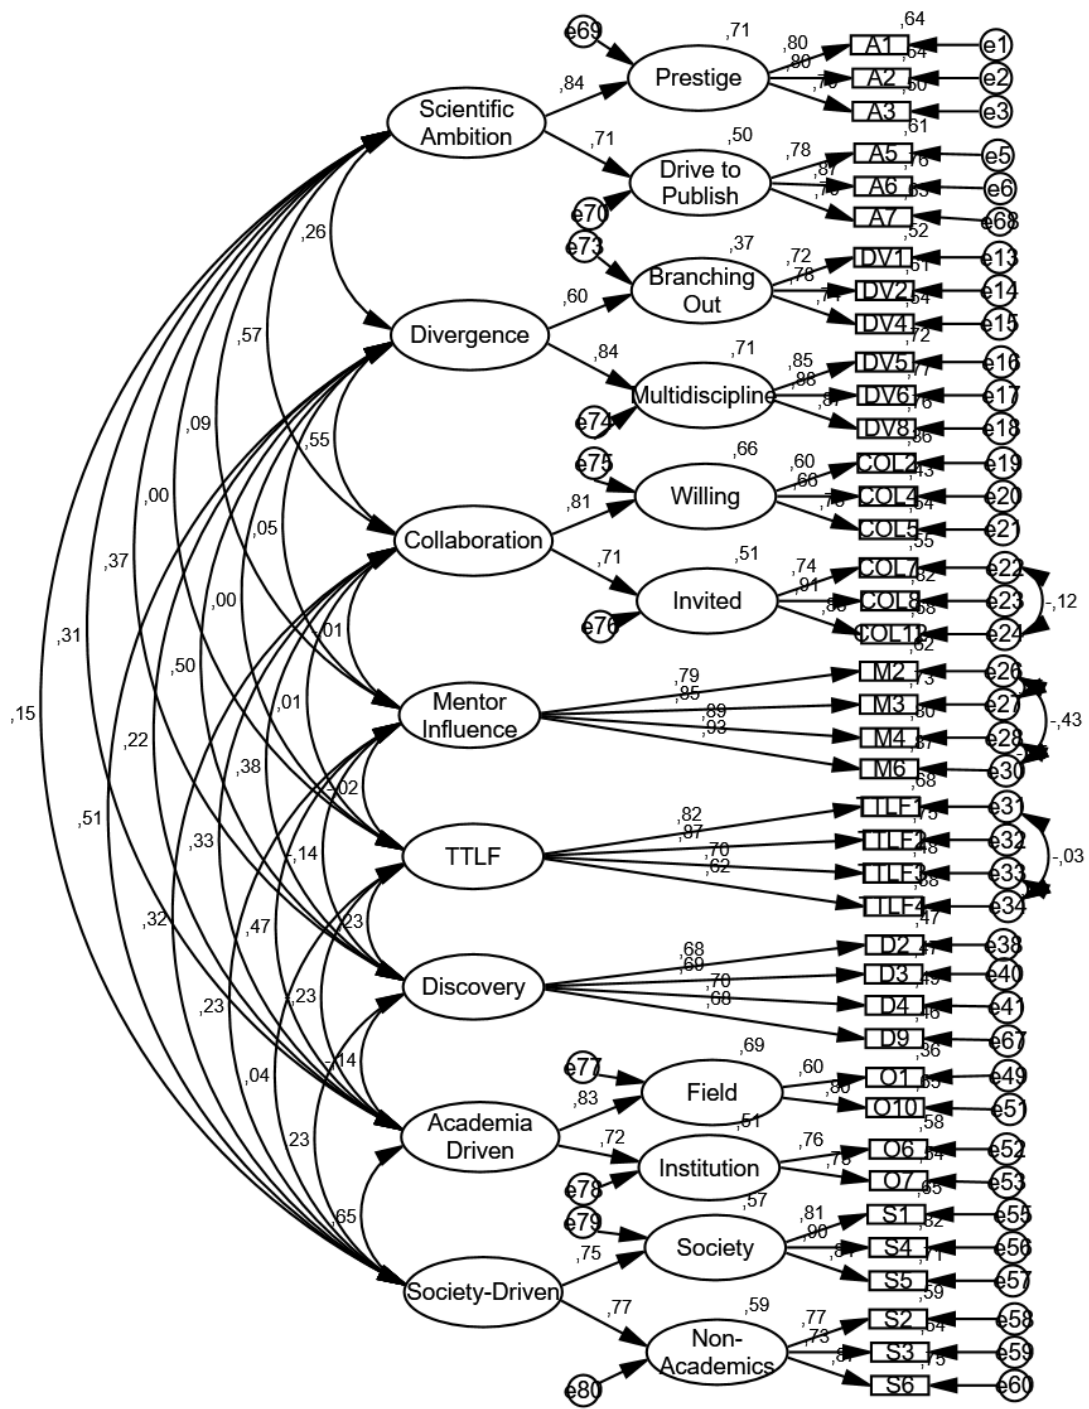 ,64
e69
,71
,80
A1
e1
Prestige
,80
A2
e2
,84
A3
e3
Scientific
Ambition
,61
,50
,71
,78
A5
e5
Drive to
Publish
,87
A6
e6
A7
e68
e70
,52
,26
e73
,37
,72
DV1
e13
Branching
Out
,78
DV2
e14
,60
DV4
e15
Divergence
,72
,57
,84
,71
,85
DV5
e16
Multidiscipline
,88
DV6
e17
DV8
e18
e74
,09
,55
e75
,66
,60
COL2
e19
Willing
,66
COL4
e20
,00
,81
COL5
e21
,05
Collaboration
,55
,37
,71
,51
,74
COL7
e22
Invited
,91
COL8
e23
-,12
,00
e24
e76
,62
,31
,50
,79
M2
e26
,85
M3
e27
,01
Mentor
Influence
,89
M4
e28
-,43
,15
,93
M6
e30
,22
,38
-,02
,68
,82
TTLF1
e31
,51
,87
TTLF2
e32
,33
-,14
TTLF
,70
TTLF3
e33
-,03
,62
TTLF4
e34
,47
,32
,47
,23
,68
D2
e38
,69
D3
e40
Discovery
,70
D4
e41
,23
-,23
,68
D9
e67
,36
,69
e77
,60
O1
e49
,04
-,14
Field
,80
O10
e51
,83
,58
,51
Academia
Driven
,72
,76
O6
e52
,23
Institution
O7
e53
e78
,57
,65
e79
,81
S1
e55
Society
,90
S4
e56
,75
S5
e57
Society-Driven
,59
,77
,59
,77
S2
e58
Non-
Academics
,73
S3
e59
S6
e60
e80